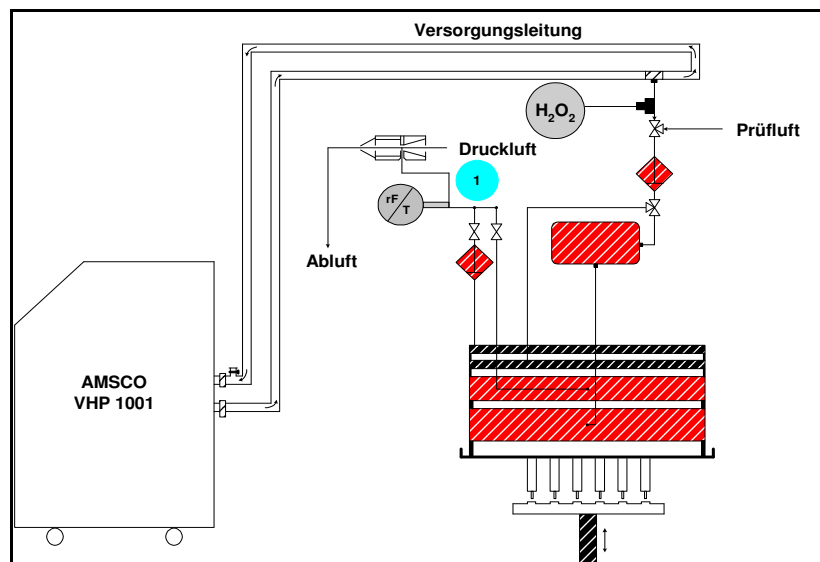 Versorgungsleitung
H2O2
Prüfluft
Druckluft
1
rF/T
Abluft
AMSCO
VHP 1001